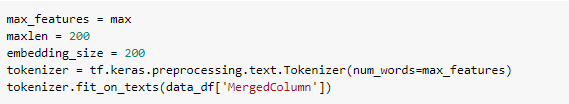 max_features = max
maxlen = 200
embedding_size = 200
tokenizer = tf.keras.preprocessing.text.Tokenizer(num_words=max_features)
tokenizer.fit_on_texts(data_df['MergedColumn'])